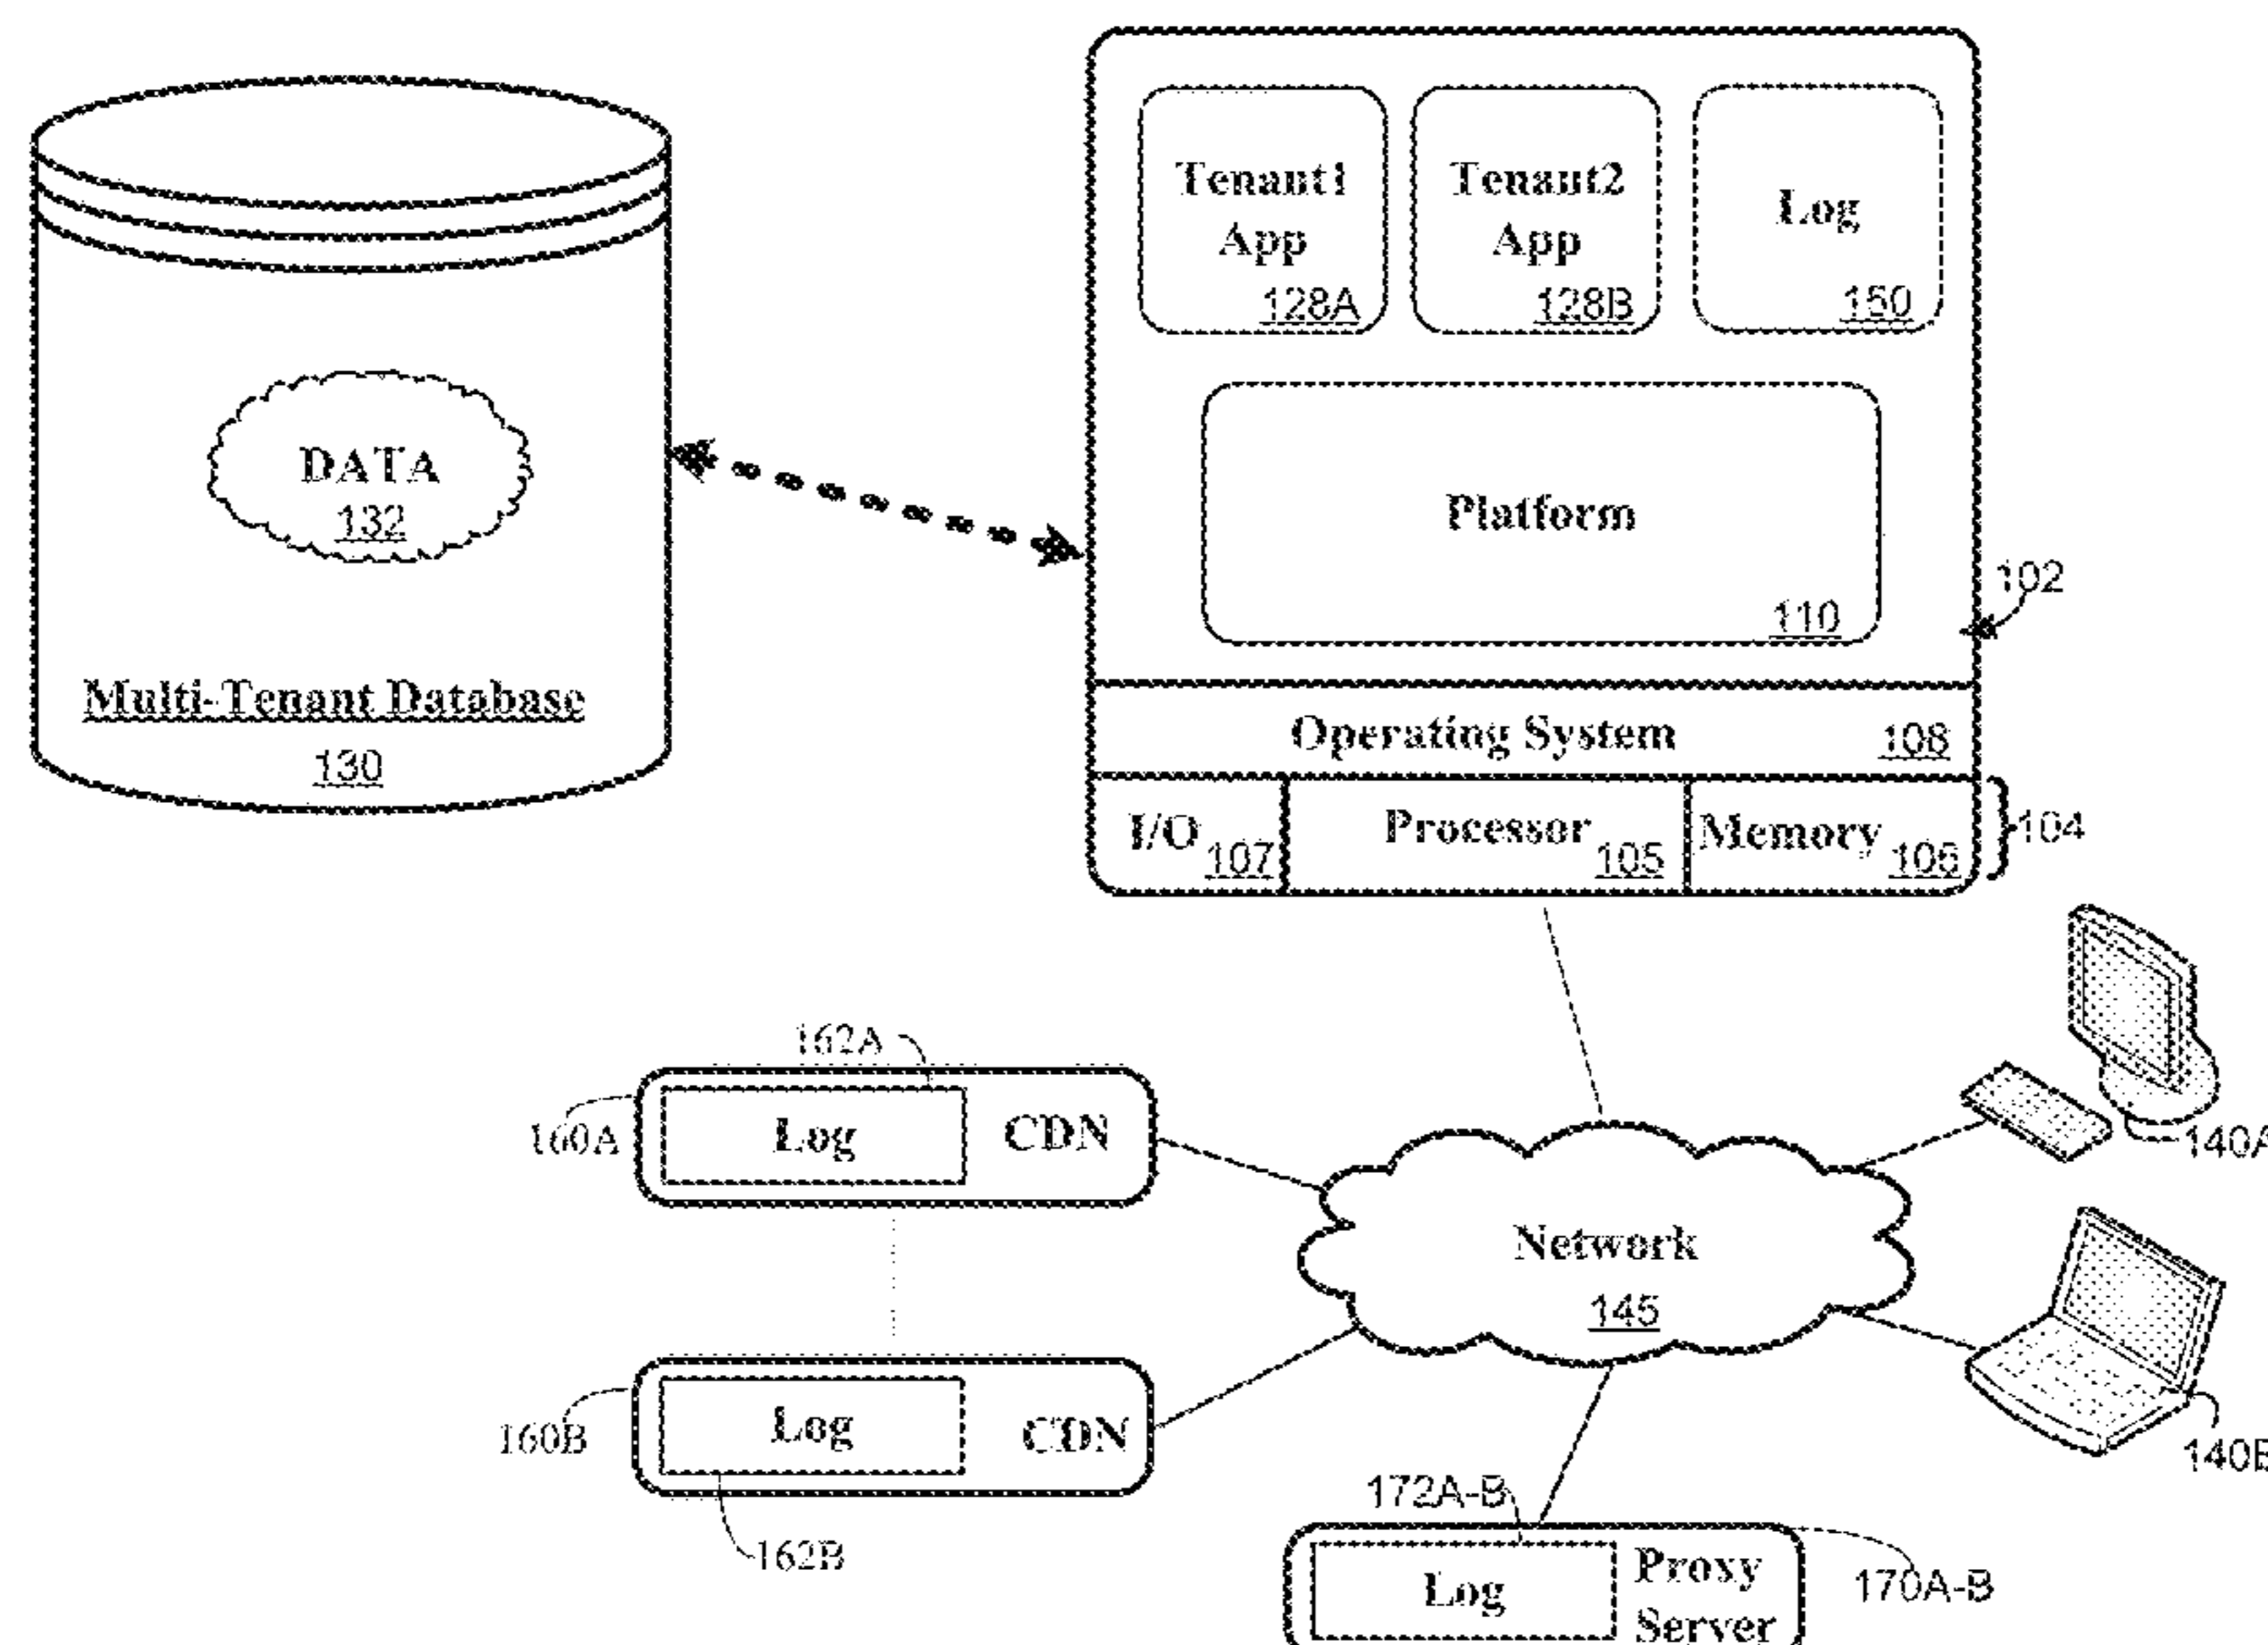 Tenant1
App
128A
Tenant2
App
128B
Log
150
DATA
132
Platform
110
102
Multi-Tenant Database
130
Operating System
108
I/O
107
Processor
105
Memory
106
104
162A
160A
Log
CDN
140A
Network
145
160B
Log
CDN
162B
140B
172A-B
170A-B
Log
Proxy
Server